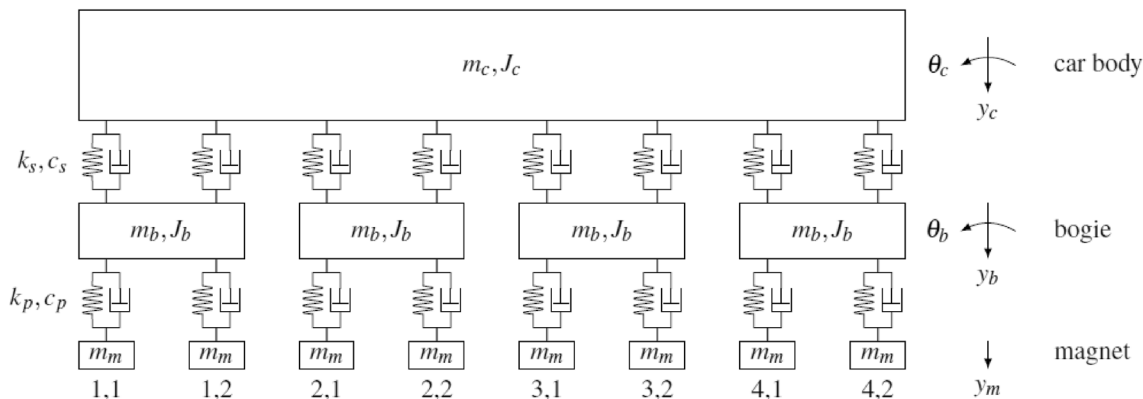 m_c, J_c
θ_c
y_c
car body
k_s, c_s
m_b, J_b
m_b, J_b
m_b, J_b
m_b, J_b
θ_b
y_b
bogie
k_p, c_p
m_m
m_m
m_m
m_m
m_m
m_m
m_m
m_m
y_m
magnet
1,1 1,2 2,1 2,2 3,1 3,2 4,1 4,2